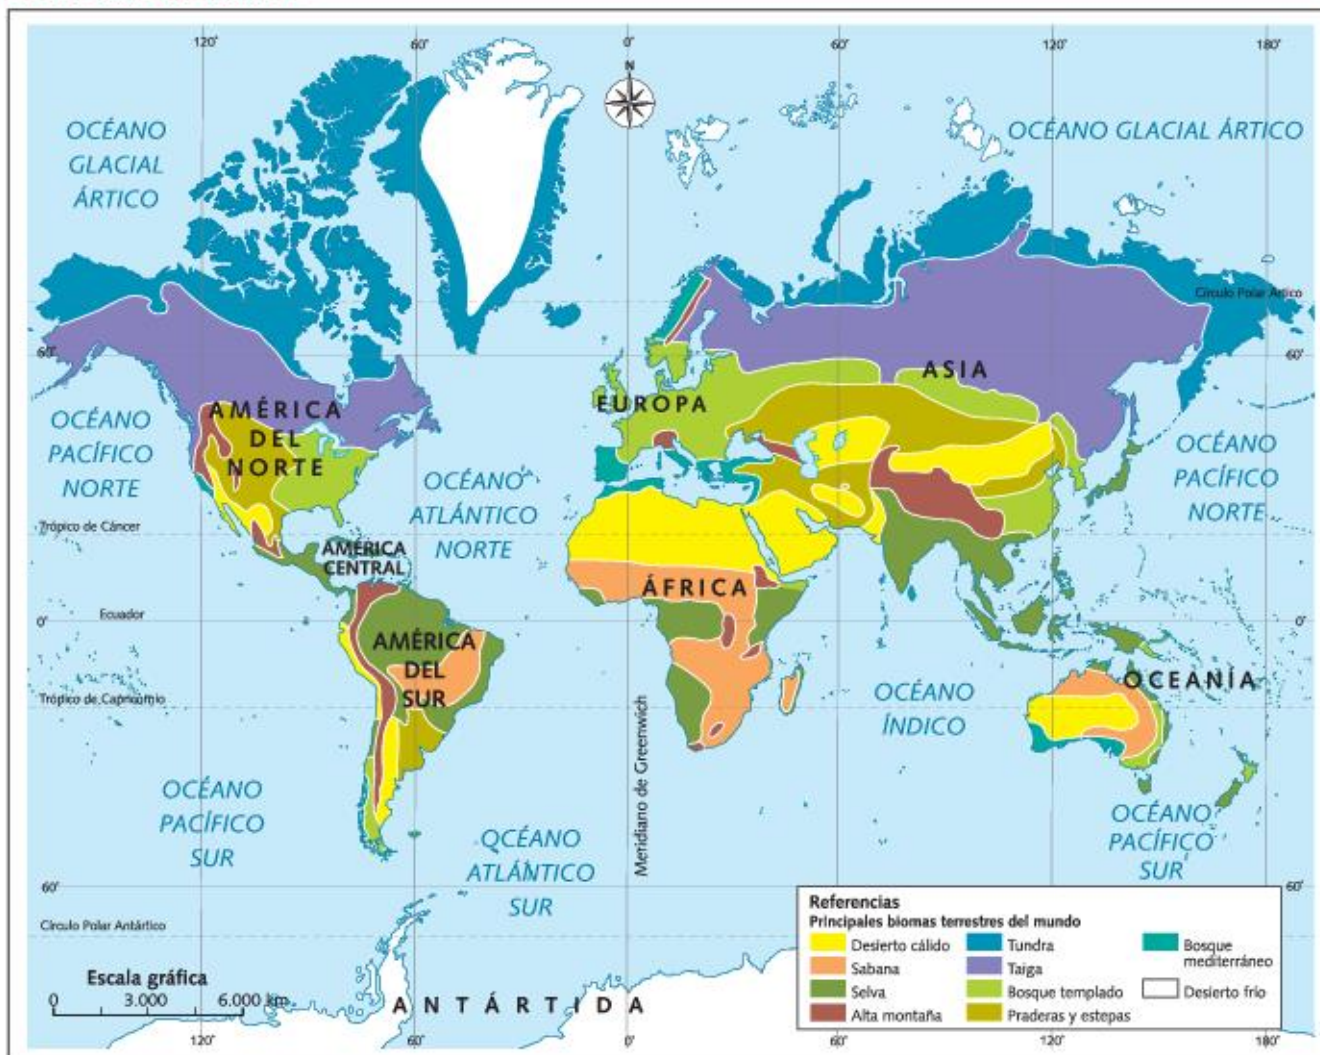 120°
60°
0°
60°
120°
180°
N
OCÉANO
GLACIAL
ÁRTICO
OCÉANO GLACIAL ÁRTICO
Círculo Polar Ártico
60°
60°
ASIA
EUROPA
AMÉRICA
DEL
NORTE
OCÉANO
PACÍFICO
NORTE
OCÉANO
ATLÁNTICO
NORTE
OCÉANO
PACÍFICO
NORTE
Trópico de Cáncer
AMÉRICA
CENTRAL
ÁFRICA
Ecuador
0°
0°
AMÉRICA
DEL
SUR
OCEANÍA
Trópico de Capricornio
OCÉANO
ÍNDICO
Meridiano de Greenwich
OCÉANO
PACÍFICO
SUR
OCÉANO
ATLÁNTICO
SUR
OCÉANO
PACÍFICO
SUR
60°
60°
Círculo Polar Antártico
Escala gráfica
0 3.000 6.000 km
ANTÁRTIDA
Referencias
Principales biomas terrestres del mundo
Desierto cálido
Sabana
Selva
Alta montaña
Tundra
Taiga
Bosque templado
Praderas y estepas
Bosque
mediterráneo
Desierto frío
120°
60°
0°
60°
120°
180°